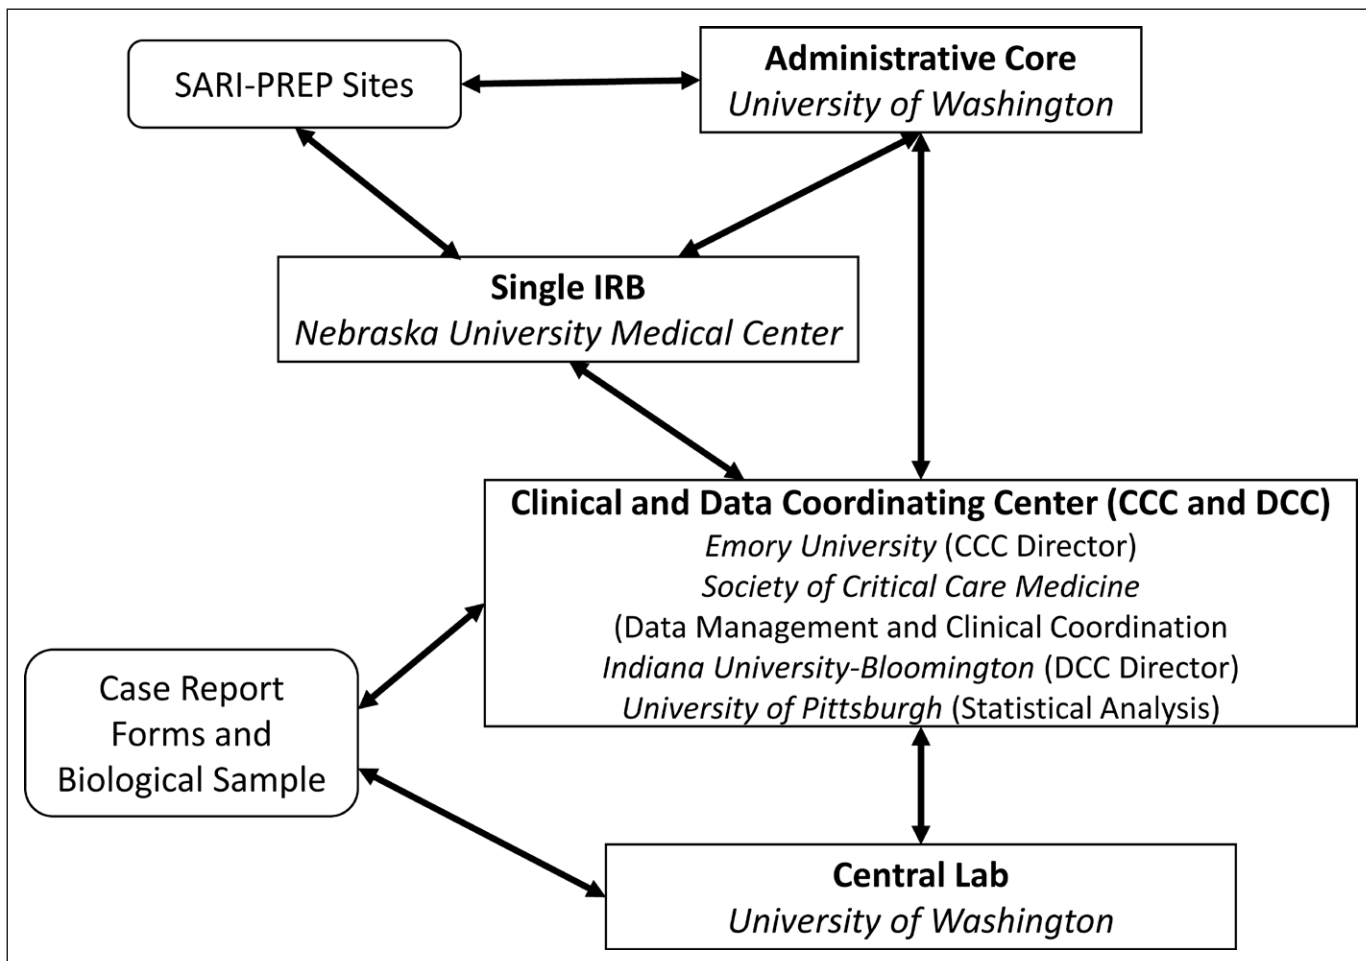 SARI-PREP Sites
Administrative Core
University of Washington
Single IRB
Nebraska University Medical Center
Clinical and Data Coordinating Center (CCC and DCC)
Emory University (CCC Director)
Society of Critical Care Medicine
(Data Management and Clinical Coordination
Indiana University-Bloomington (DCC Director)
University of Pittsburgh (Statistical Analysis)
Case Report
Forms and
Biological Sample
Central Lab
University of Washington